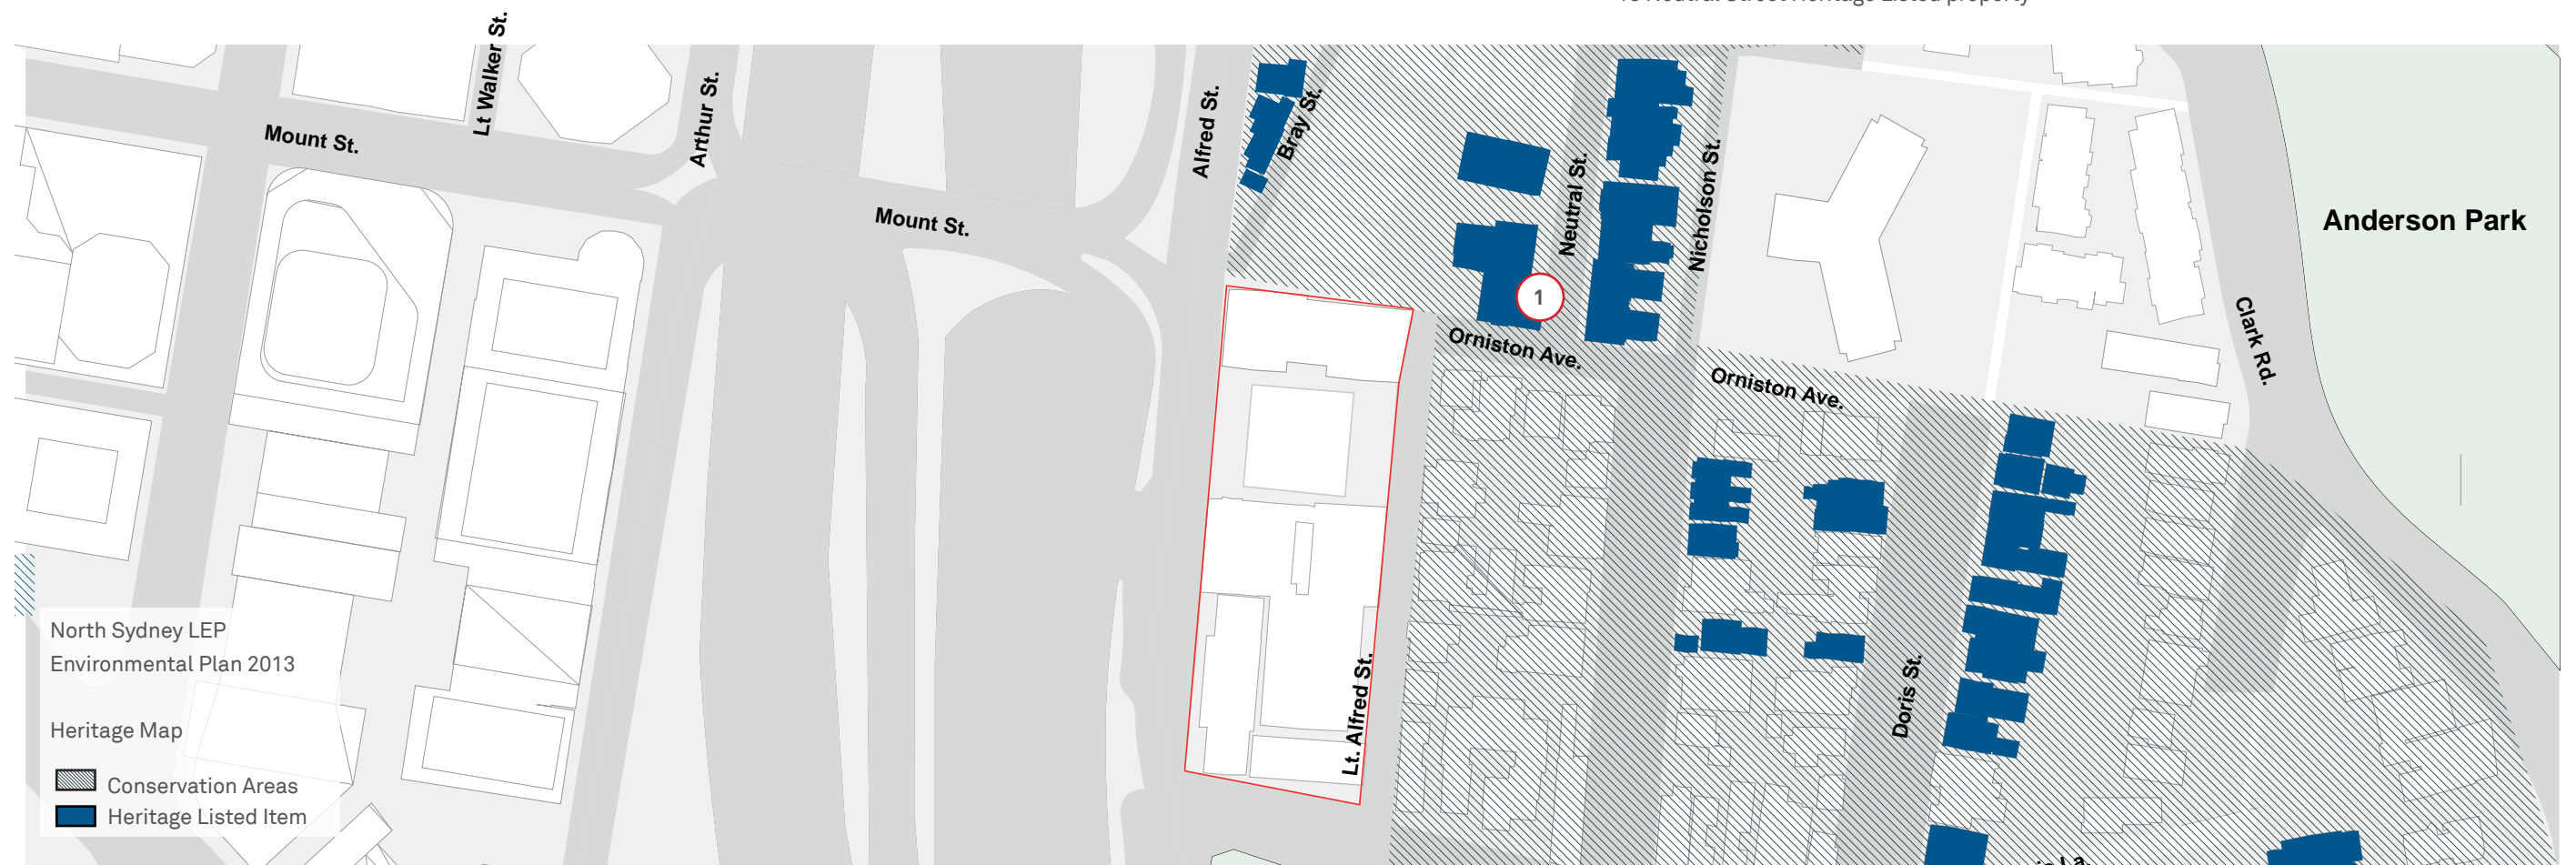 Lt Walker St.
Mount St.
Arthur St.
Alfred St.
Bray St.
Mount St.
Neutral St.
Nicholson St.
Anderson Park
1
Clark Rd.
Orniston Ave.
Orniston Ave.
Lt. Alfred St.
Doris St.
North Sydney LEP
Environmental Plan 2013
Heritage Map
Conservation Areas
Heritage Listed Item